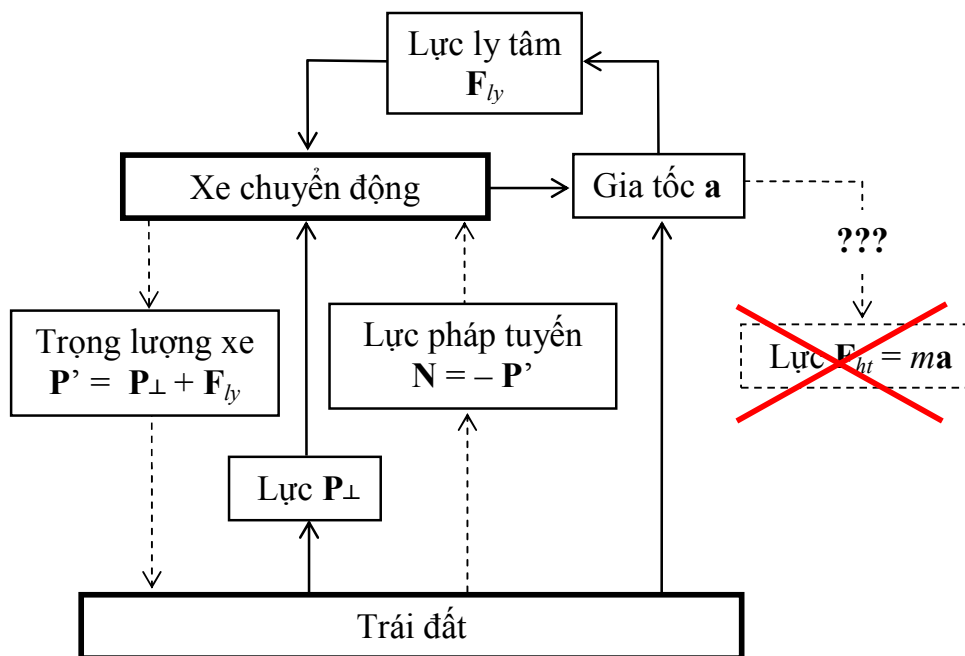 Lực ly tâm
F_ly
Xe chuyển động
Gia tốc a
???
Trọng lượng xe
P’ = P⊥ + F_ly
Lực pháp tuyến
N = – P’
Lực F_ht = ma
Lực P⊥
Trái đất